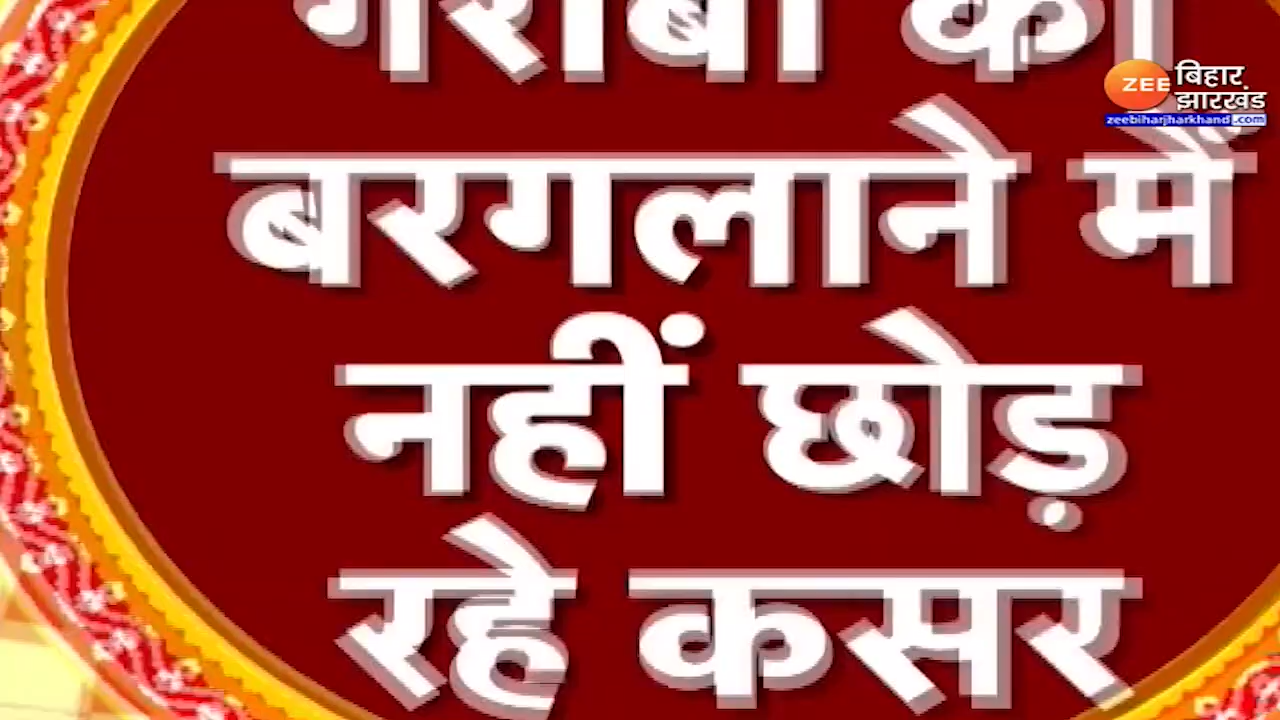 ZEE बिहार
झारखंड
zeebiharjharkhand.com
बरगलाने में
नहीं छोड़
रहे कसर